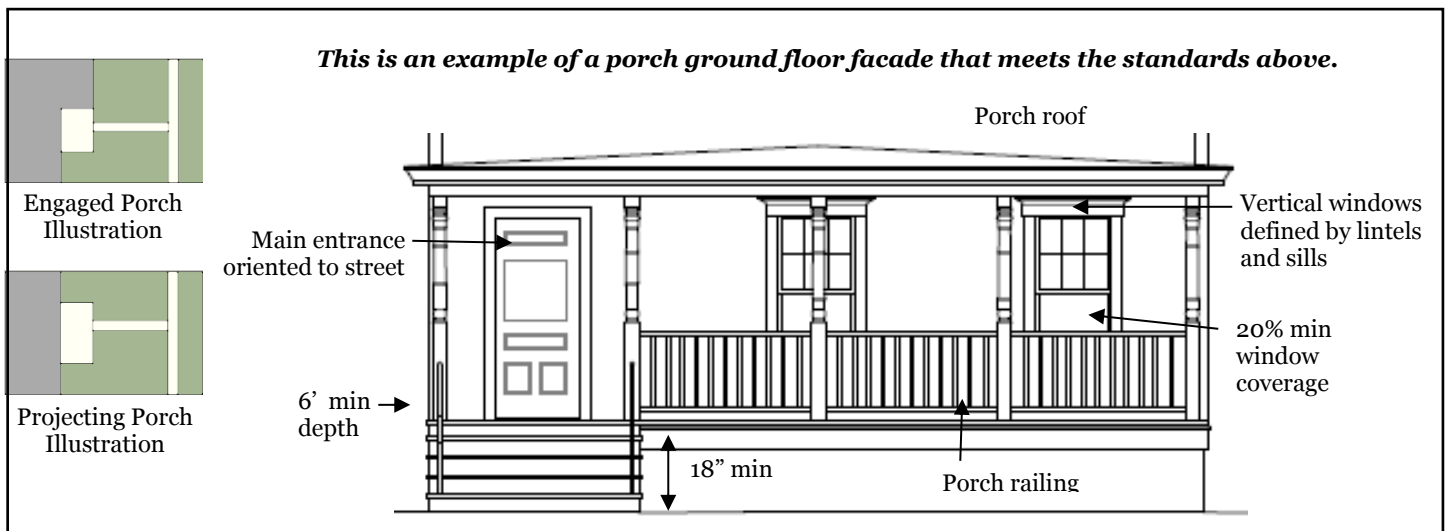 This is an example of a porch ground floor facade that meets the standards above.
Porch roof
Engaged Porch
Illustration
Main entrance
oriented to street
Vertical windows
defined by lintels
and sills
20% min
window
coverage
6’ min
depth
Projecting Porch
Illustration
18” min
Porch railing